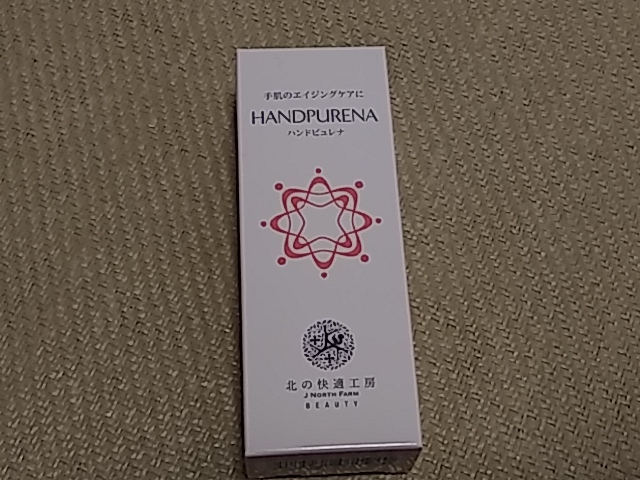 手肌のエイジングケアに
HANDPURENA
ハンドピュレナ
北の快適工房
J NORTH FARM
BEAUTY